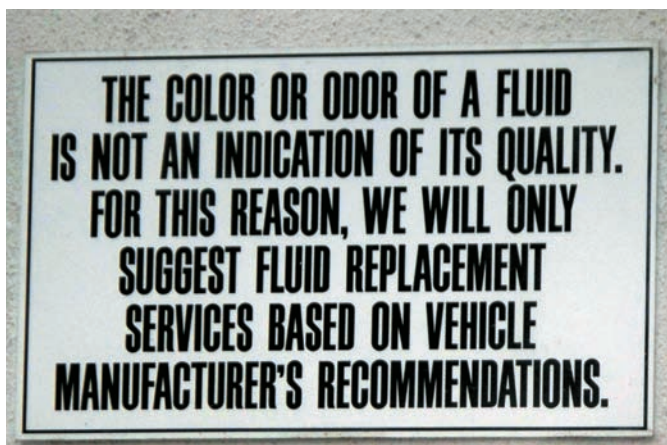 THE COLOR OR ODOR OF A FLUID
IS NOT AN INDICATION OF ITS QUALITY.
FOR THIS REASON, WE WILL ONLY
SUGGEST FLUID REPLACEMENT
SERVICES BASED ON VEHICLE
MANUFACTURER'S RECOMMENDATIONS.